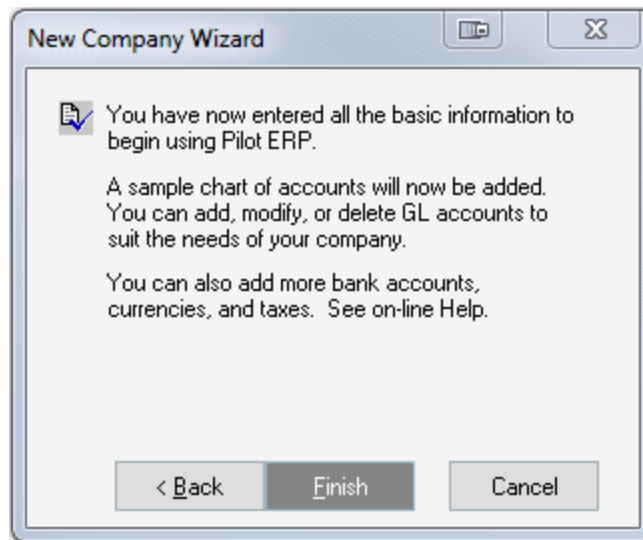 New Company Wizard
You have now entered all the basic information to
begin using Pilot ERP.
A sample chart of accounts will now be added.
You can add, modify, or delete GL accounts to
suit the needs of your company.
You can also add more bank accounts,
currencies, and taxes.  See on-line Help.
< Back
Finish
Cancel